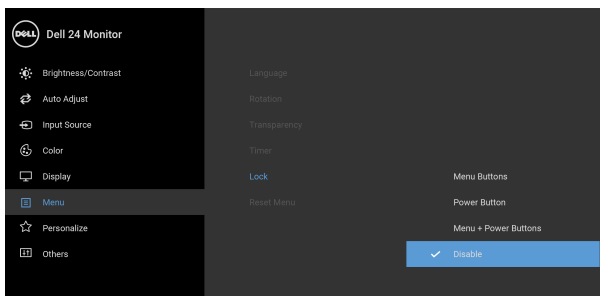 DELL Dell 24 Monitor
Brightness/Contrast
Auto Adjust Language
Input Source Rotation
Color Transparency
Display Timer
Menu Lock
Personalize Reset Menu
Others
Menu Buttons
Power Button
Menu + Power Buttons
Disable